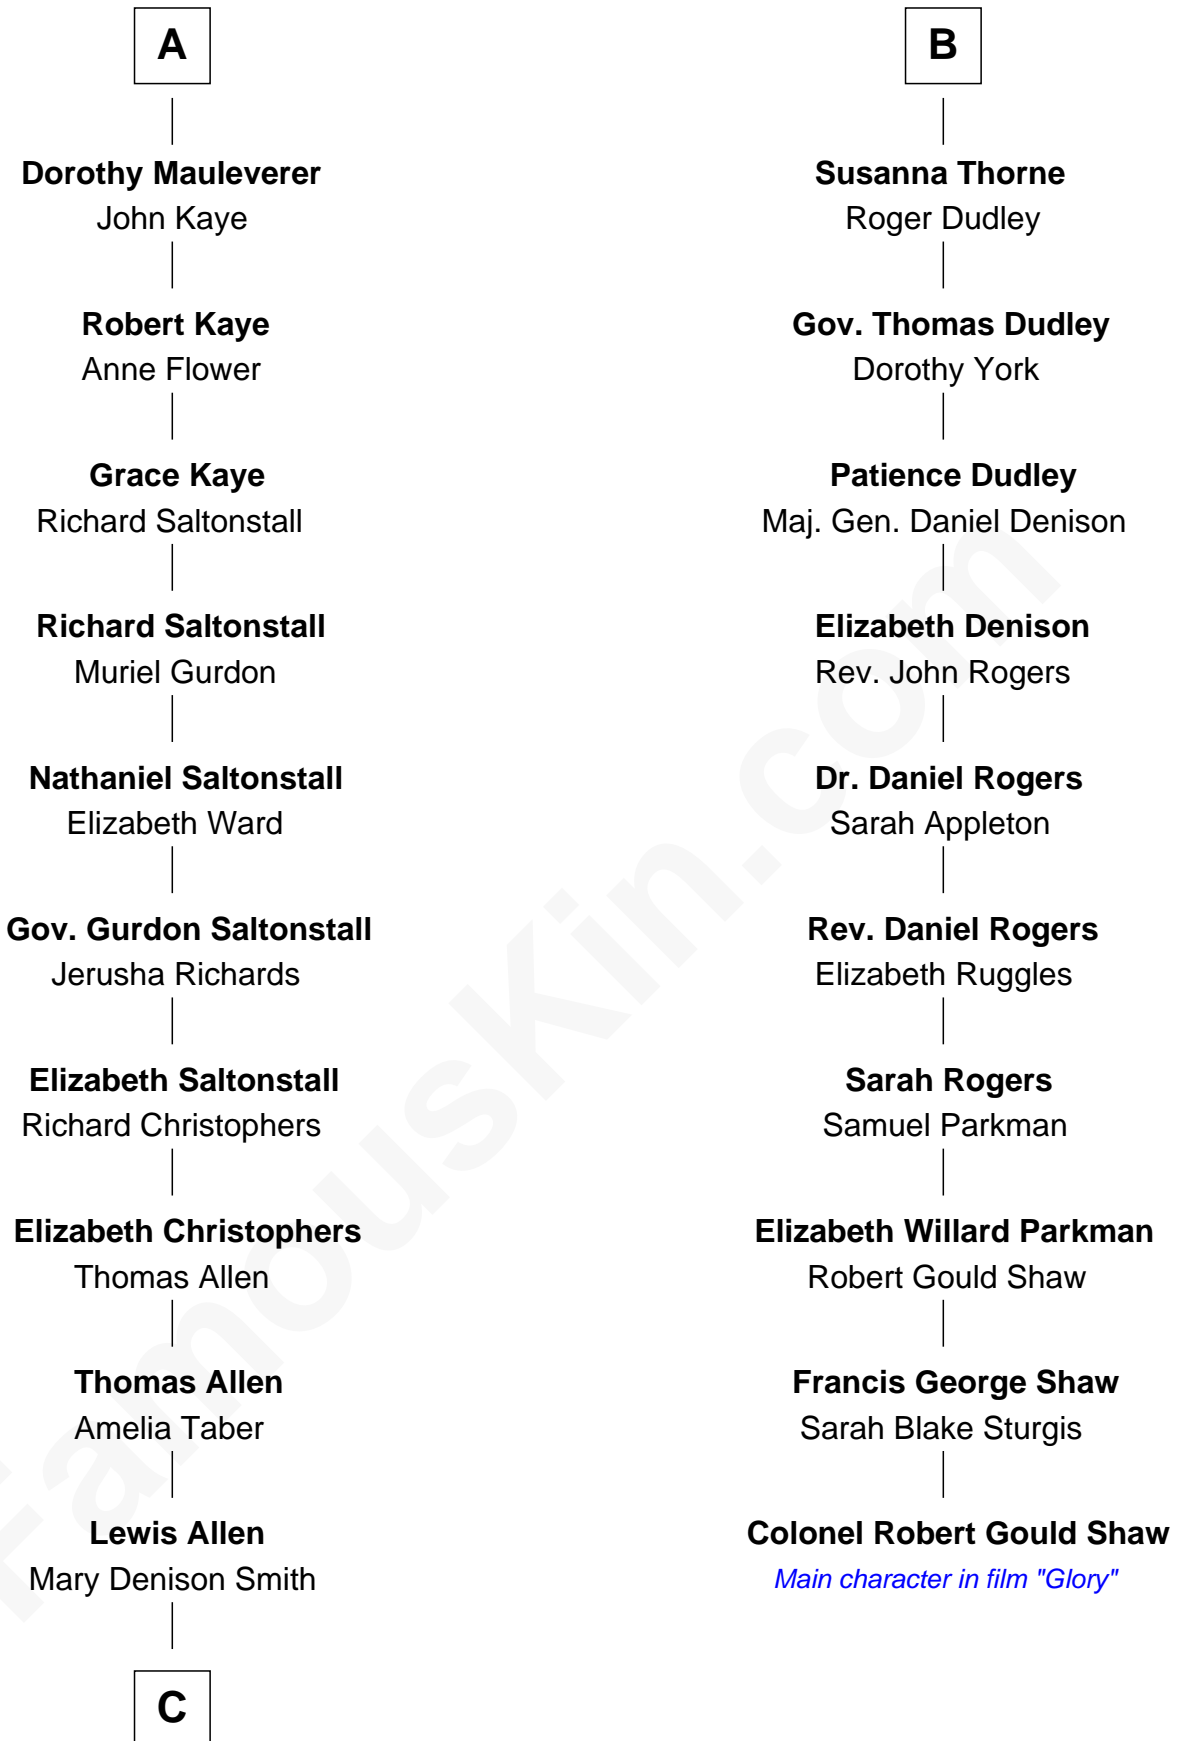 A
Dorothy Mauleverer
John Kaye
Robert Kaye
Anne Flower
Grace Kaye
Richard Saltonstall
Richard Saltonstall
Muriel Gurdon
Nathaniel Saltonstall
Elizabeth Ward
Gov. Gurdon Saltonstall
Jerusha Richards
Elizabeth Saltonstall
Richard Christophers
Elizabeth Christophers
Thomas Allen
Thomas Allen
Amelia Taber
Lewis Allen
Mary Denison Smith
C
B
Susanna Thorne
Roger Dudley
Gov. Thomas Dudley
Dorothy York
Patience Dudley
Maj. Gen. Daniel Denison
Elizabeth Denison
Rev. John Rogers
Dr. Daniel Rogers
Sarah Appleton
Rev. Daniel Rogers
Elizabeth Ruggles
Sarah Rogers
Samuel Parkman
Elizabeth Willard Parkman
Robert Gould Shaw
Francis George Shaw
Sarah Blake Sturgis
Colonel Robert Gould Shaw
Main character in film "Glory"
FamousKin.com